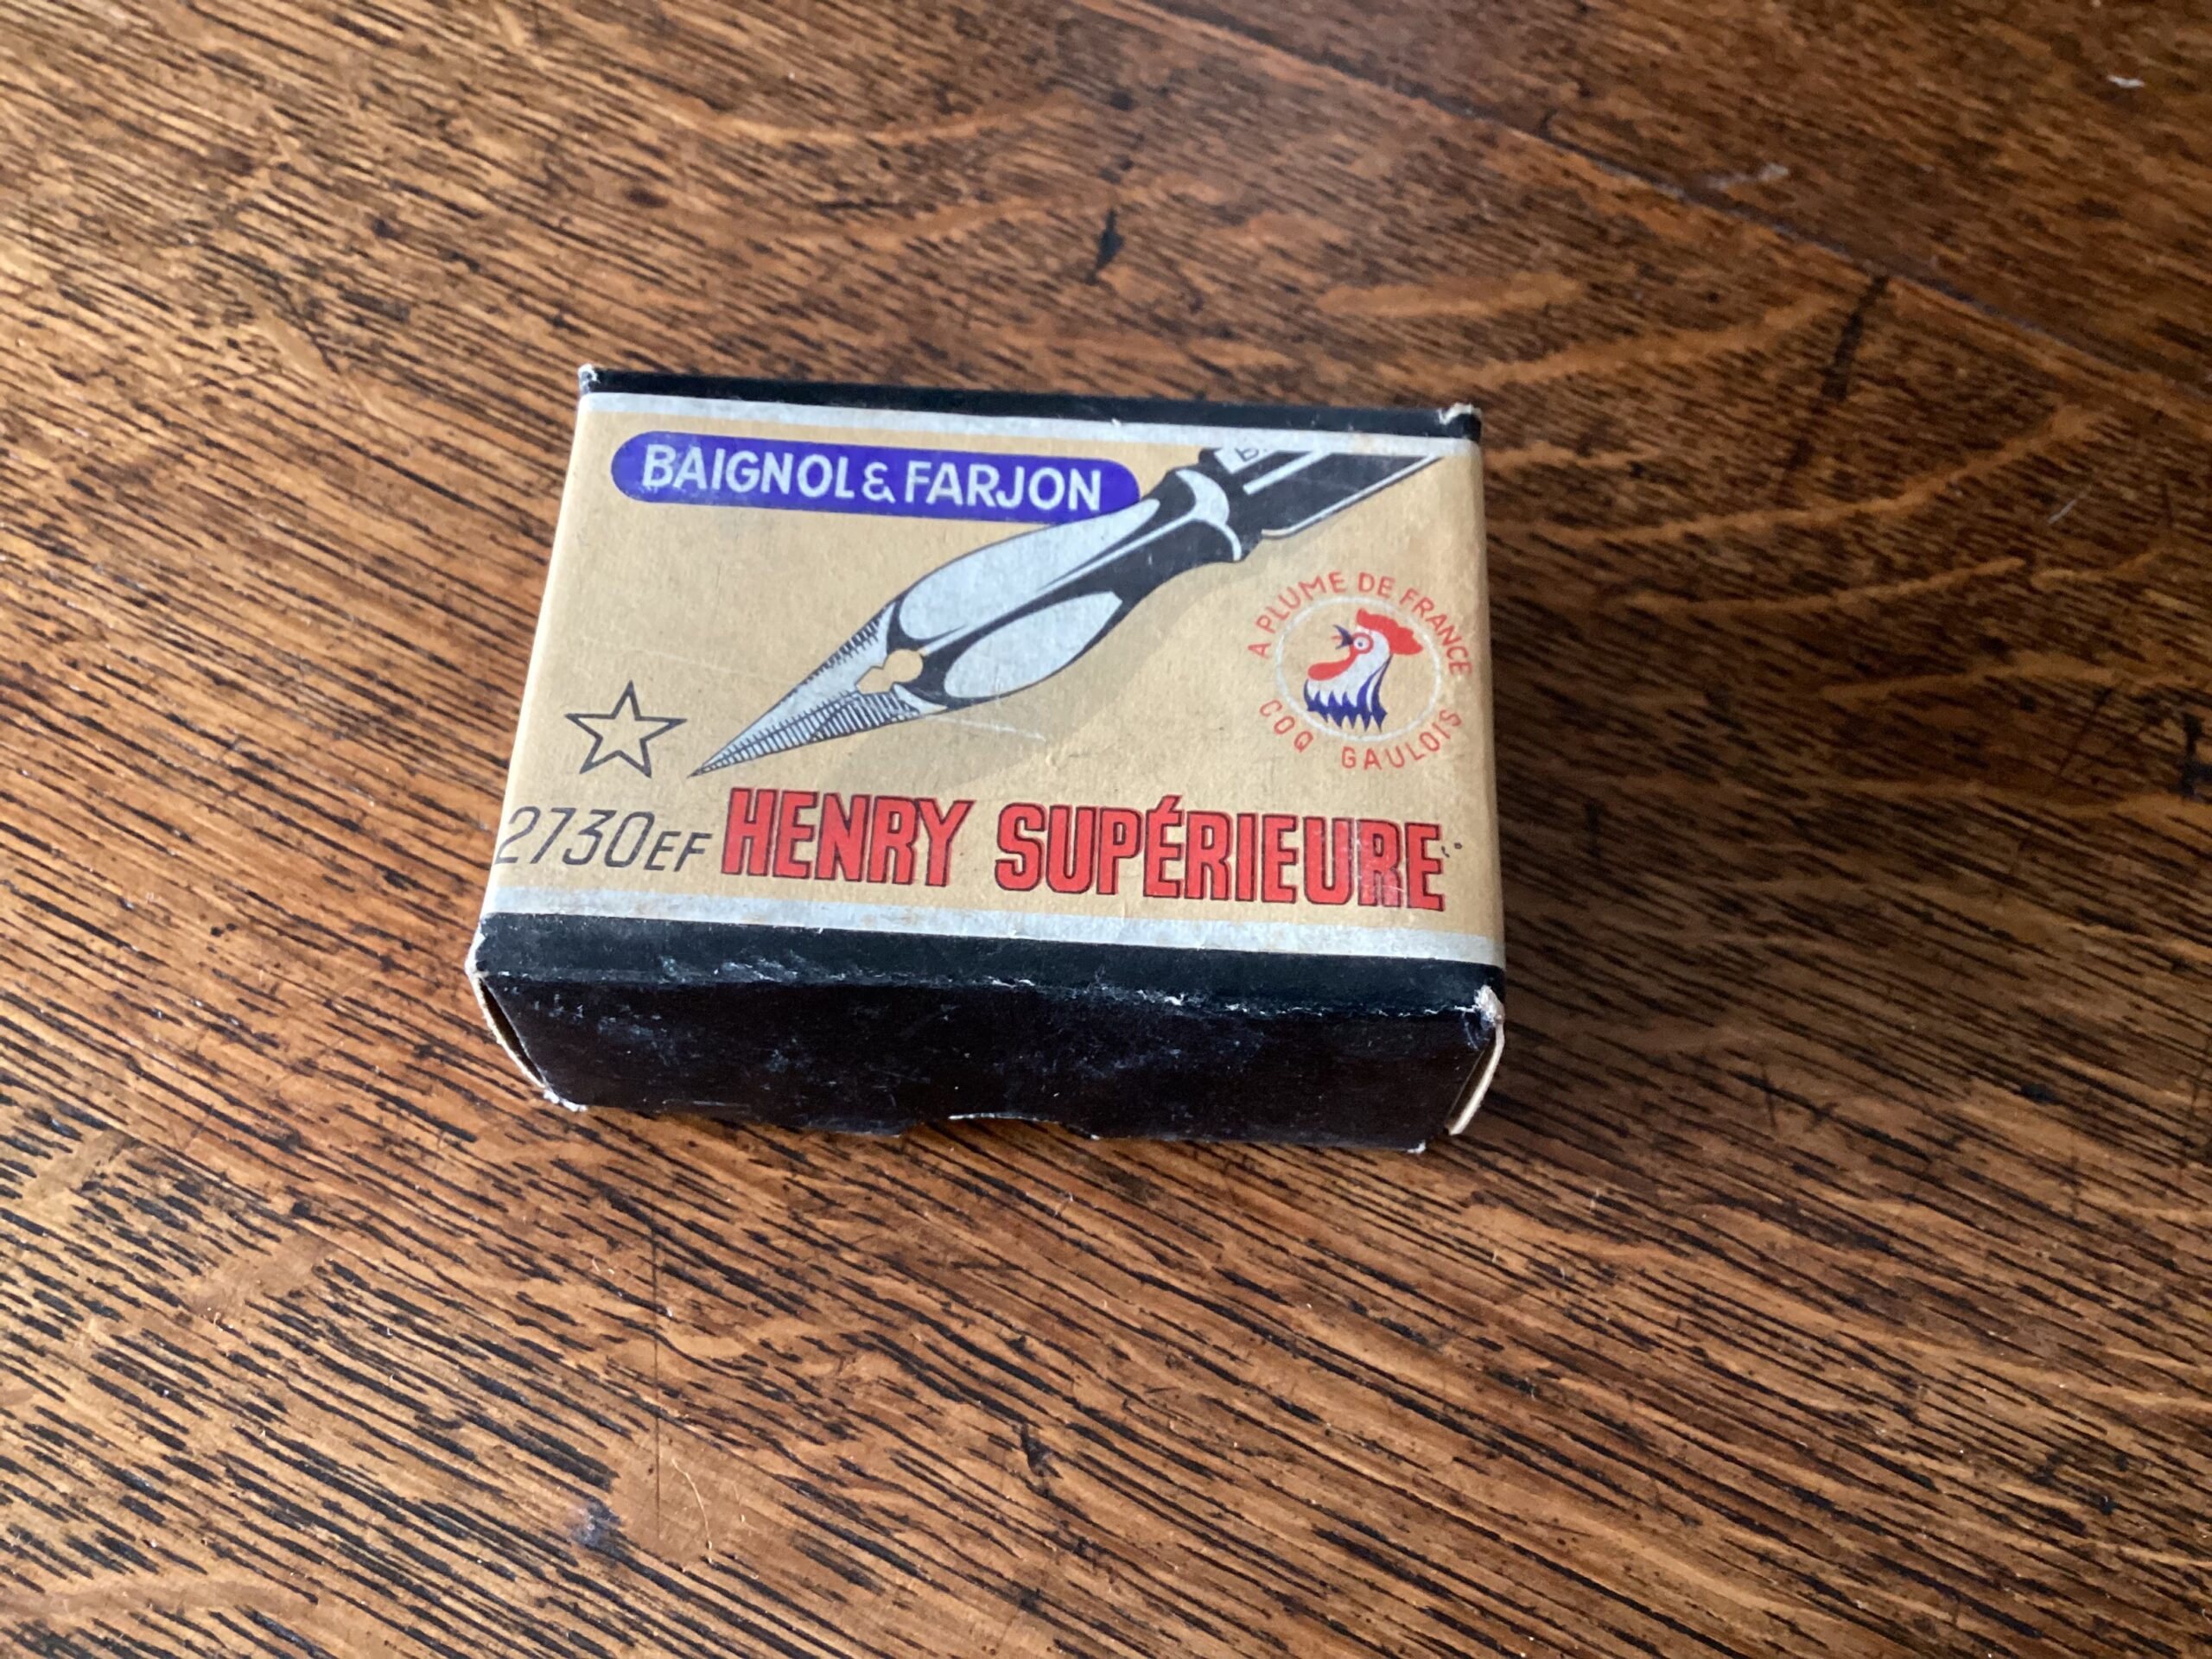 BAIGNOL & FARJON
A PLUME DE FRANCE
COQ GAULOIS
2730EF HENRY SUPÉRIEURE